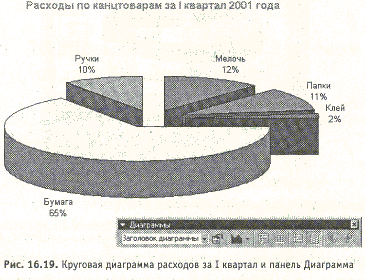 Расходы по канцтоварам за I квартал 2001 года
Ручки
10%
Мелочь
12%
Папки
11%
Клей
2%
Бумага
65%
Диаграммы
Заголовок диаграммы
Рис. 16.19. Круговая диаграмма расходов за I квартал и панель Диаграмма